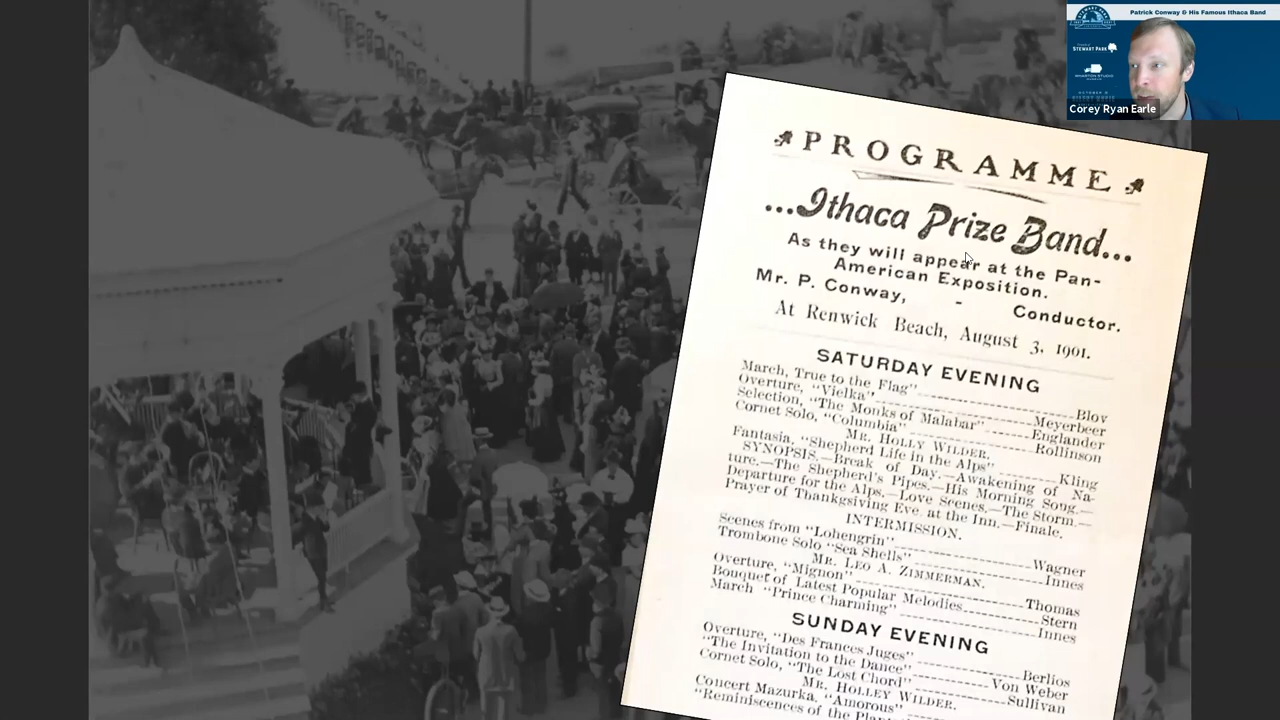 Patrick Conway & His Famous Ithaca Band
STEWART PARK
WHARTON STUDIO
MUSEUM
Corey Ryan Earle
PROGRAMME
...Ithaca Prize Band...
As they will appear at the Pan-
American Exposition.
Mr. P. Conway, - Conductor.
At Renwick Beach, August 3, 1901.
SATURDAY EVENING
March, True to the Flag" Blov
Overture, "Vielka" Meyerbeer
Selection, "The Monks of Malabar" Englander
Cornet Solo, "Columbia" Rollinson
MR. HOLLY WILDER.
Fantasia, "Shepherd Life in the Alps" Kling
SYNOPSIS.—Break of Day.—Awakening of Na-
ture.—The Shepherd's Pipes.—His Morning Song.—
Departure for the Alps.—Love Scenes.—The Storm.—
Prayer of Thanksgiving Eve. at the Inn.—Finale.
INTERMISSION.
Scenes from "Lohengrin" Wagner
Trombone Solo "Sea Shells" Innes
MR. LEO A. ZIMMERMAN.
Overture, "Mignon" Thomas
Bouquet of Latest Popular Melodies Stern
March "Prince Charming" Innes
SUNDAY EVENING
Overture, "Des Frances Juges" Berlios
"The Invitation to the Dance" Von Weber
Cornet Solo, "The Lost Chord" Sullivan
MR. HOLLEY WILDER.
Concert Mazurka, "Amorous"
"Reminiscences of the